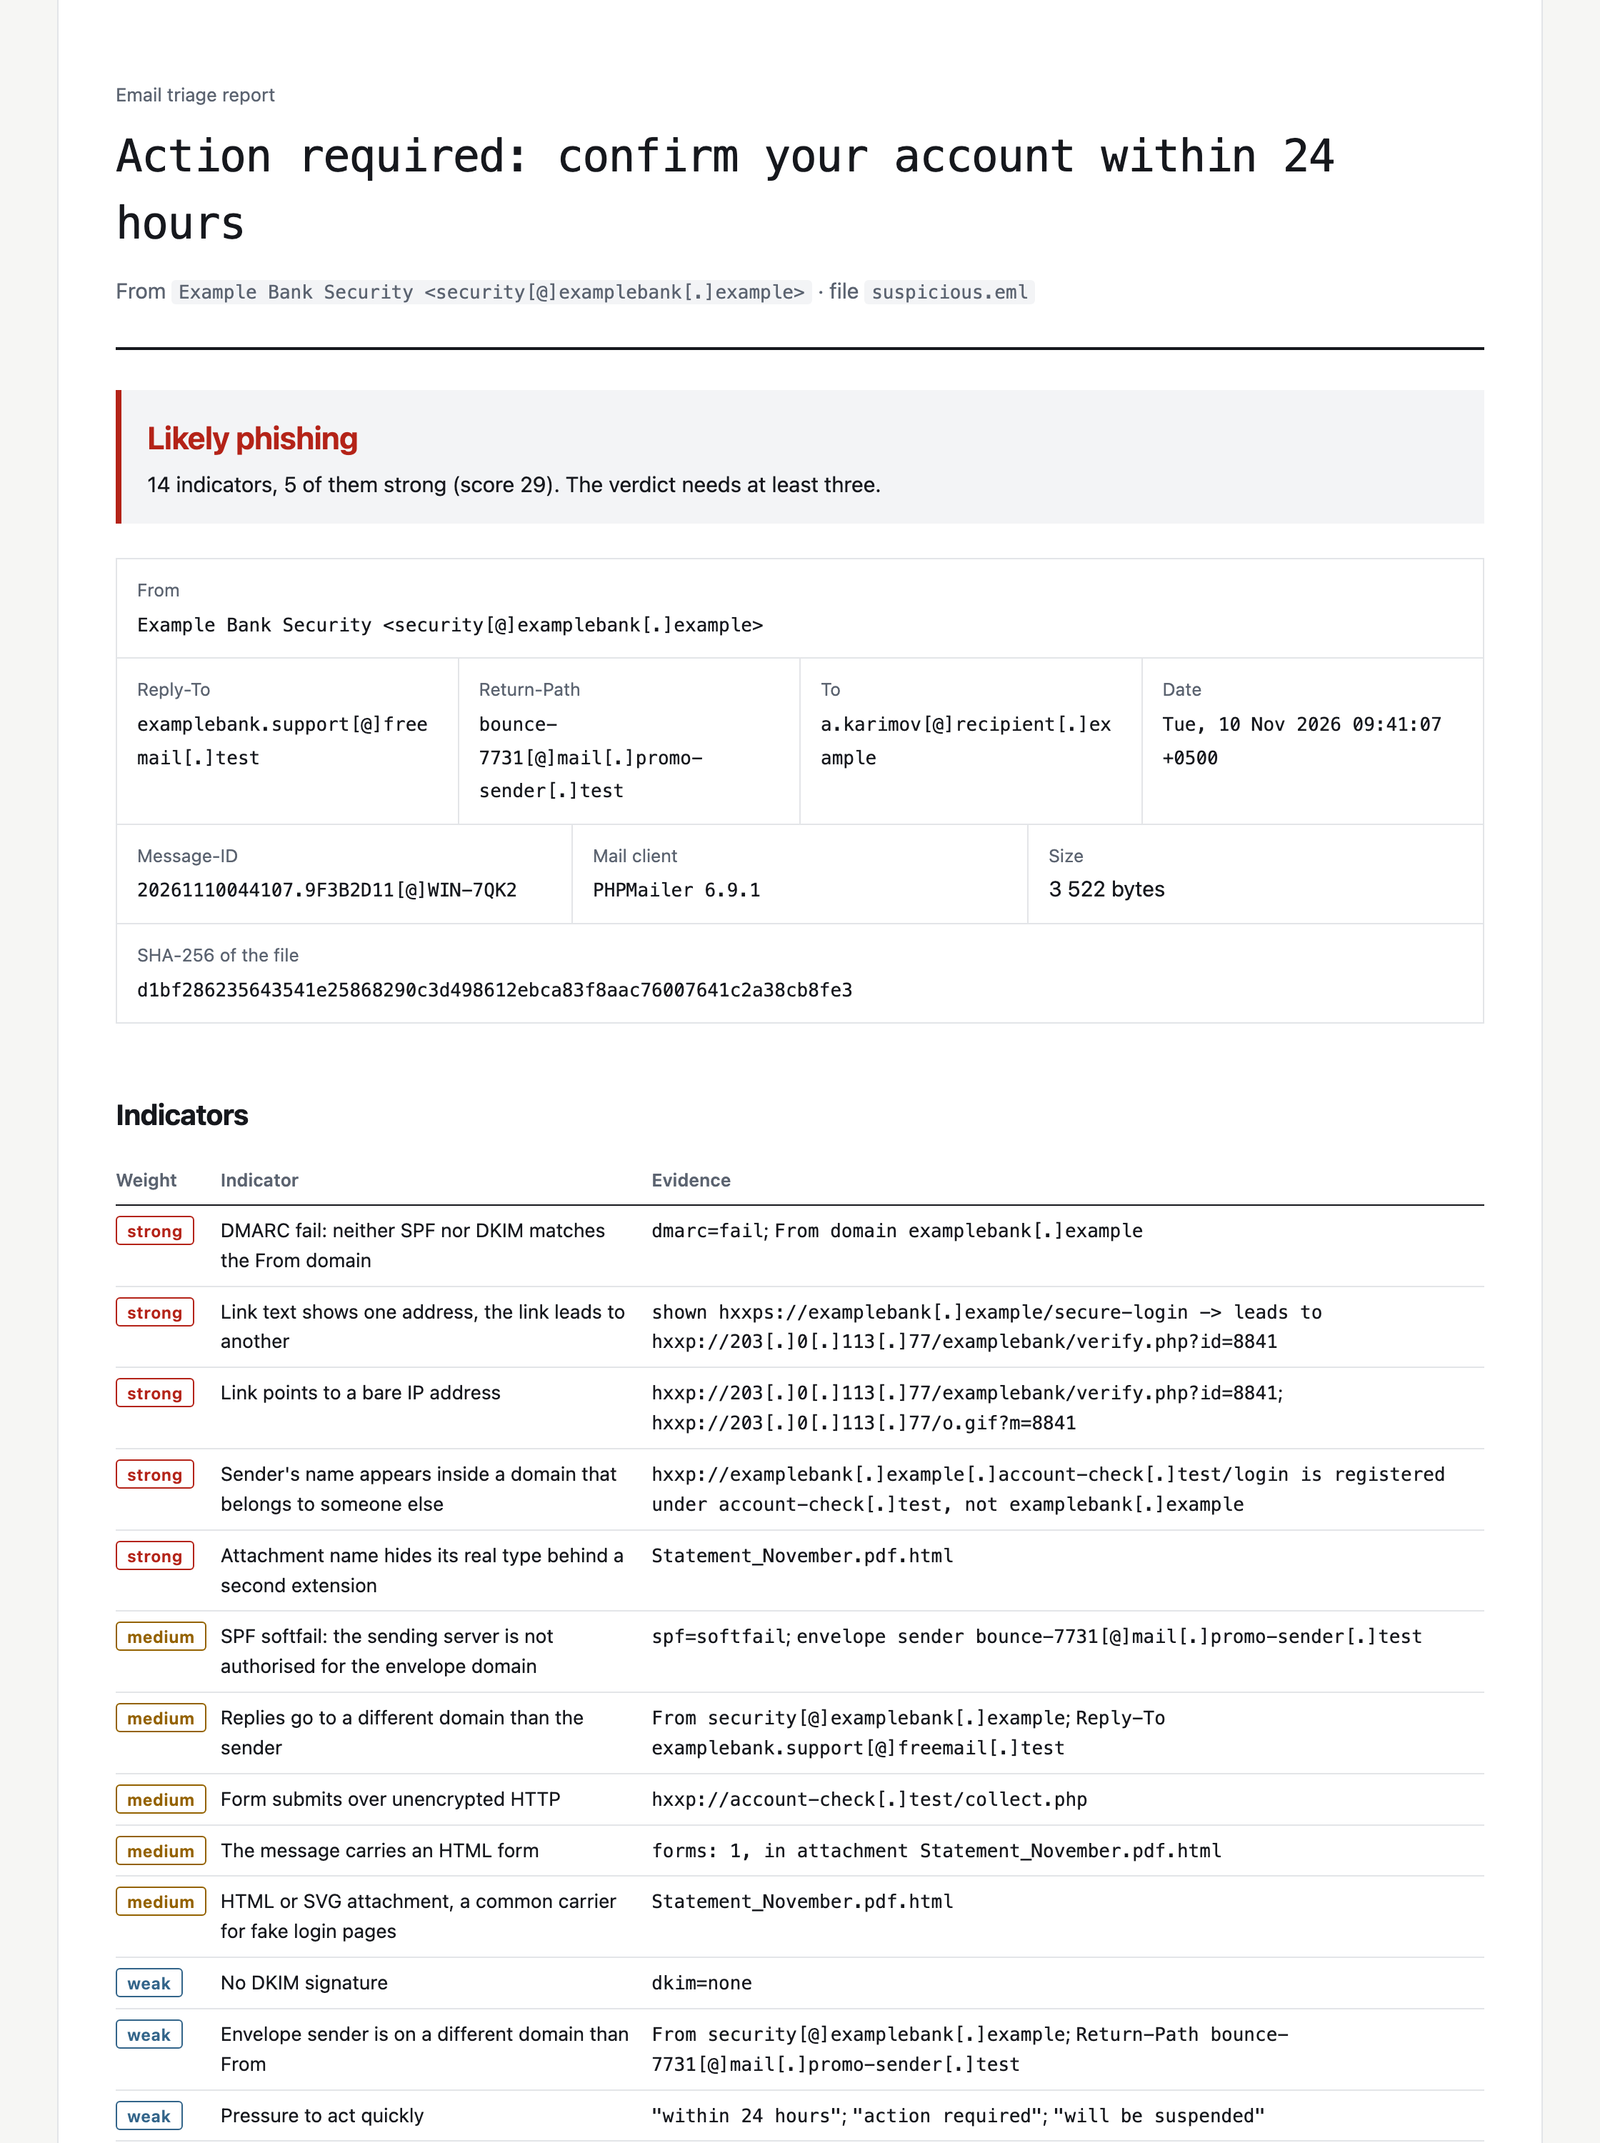 Email triage report
Action required: confirm your account within 24
hours
From Example Bank Security <security[@]examplebank[.]example> · file suspicious.eml
Likely phishing
14 indicators, 5 of them strong (score 29). The verdict needs at least three.
From
Example Bank Security <security[@]examplebank[.]example>
Reply-To
examplebank.support[@]free
mail[.]test
Return-Path
bounce-
7731[@]mail[.]promo-
sender[.]test
To
a.karimov[@]recipient[.]ex
ample
Date
Tue, 10 Nov 2026 09:41:07
+0500
Message-ID
20261110044107.9F3B2D11[@]WIN-7QK2
Mail client
PHPMailer 6.9.1
Size
3 522 bytes
SHA-256 of the file
d1bf286235643541e25868290c3d498612ebca83f8aac76007641c2a38cb8fe3
Indicators
Weight Indicator Evidence
strong DMARC fail: neither SPF nor DKIM matches dmarc=fail; From domain examplebank[.]example
the From domain
strong Link text shows one address, the link leads to shown hxxps://examplebank[.]example/secure-login -> leads to
another hxxp://203[.]0[.]113[.]77/examplebank/verify.php?id=8841
strong Link points to a bare IP address hxxp://203[.]0[.]113[.]77/examplebank/verify.php?id=8841;
hxxp://203[.]0[.]113[.]77/o.gif?m=8841
strong Sender's name appears inside a domain that hxxp://examplebank[.]example[.]account-check[.]test/login is registered
belongs to someone else under account-check[.]test, not examplebank[.]example
strong Attachment name hides its real type behind a Statement_November.pdf.html
second extension
medium SPF softfail: the sending server is not spf=softfail; envelope sender bounce-7731[@]mail[.]promo-sender[.]test
authorised for the envelope domain
medium Replies go to a different domain than the From security[@]examplebank[.]example; Reply-To
sender examplebank.support[@]freemail[.]test
medium Form submits over unencrypted HTTP hxxp://account-check[.]test/collect.php
medium The message carries an HTML form forms: 1, in attachment Statement_November.pdf.html
medium HTML or SVG attachment, a common carrier Statement_November.pdf.html
for fake login pages
weak No DKIM signature dkim=none
weak Envelope sender is on a different domain than From security[@]examplebank[.]example; Return-Path bounce-
From 7731[@]mail[.]promo-sender[.]test
weak Pressure to act quickly "within 24 hours"; "action required"; "will be suspended"